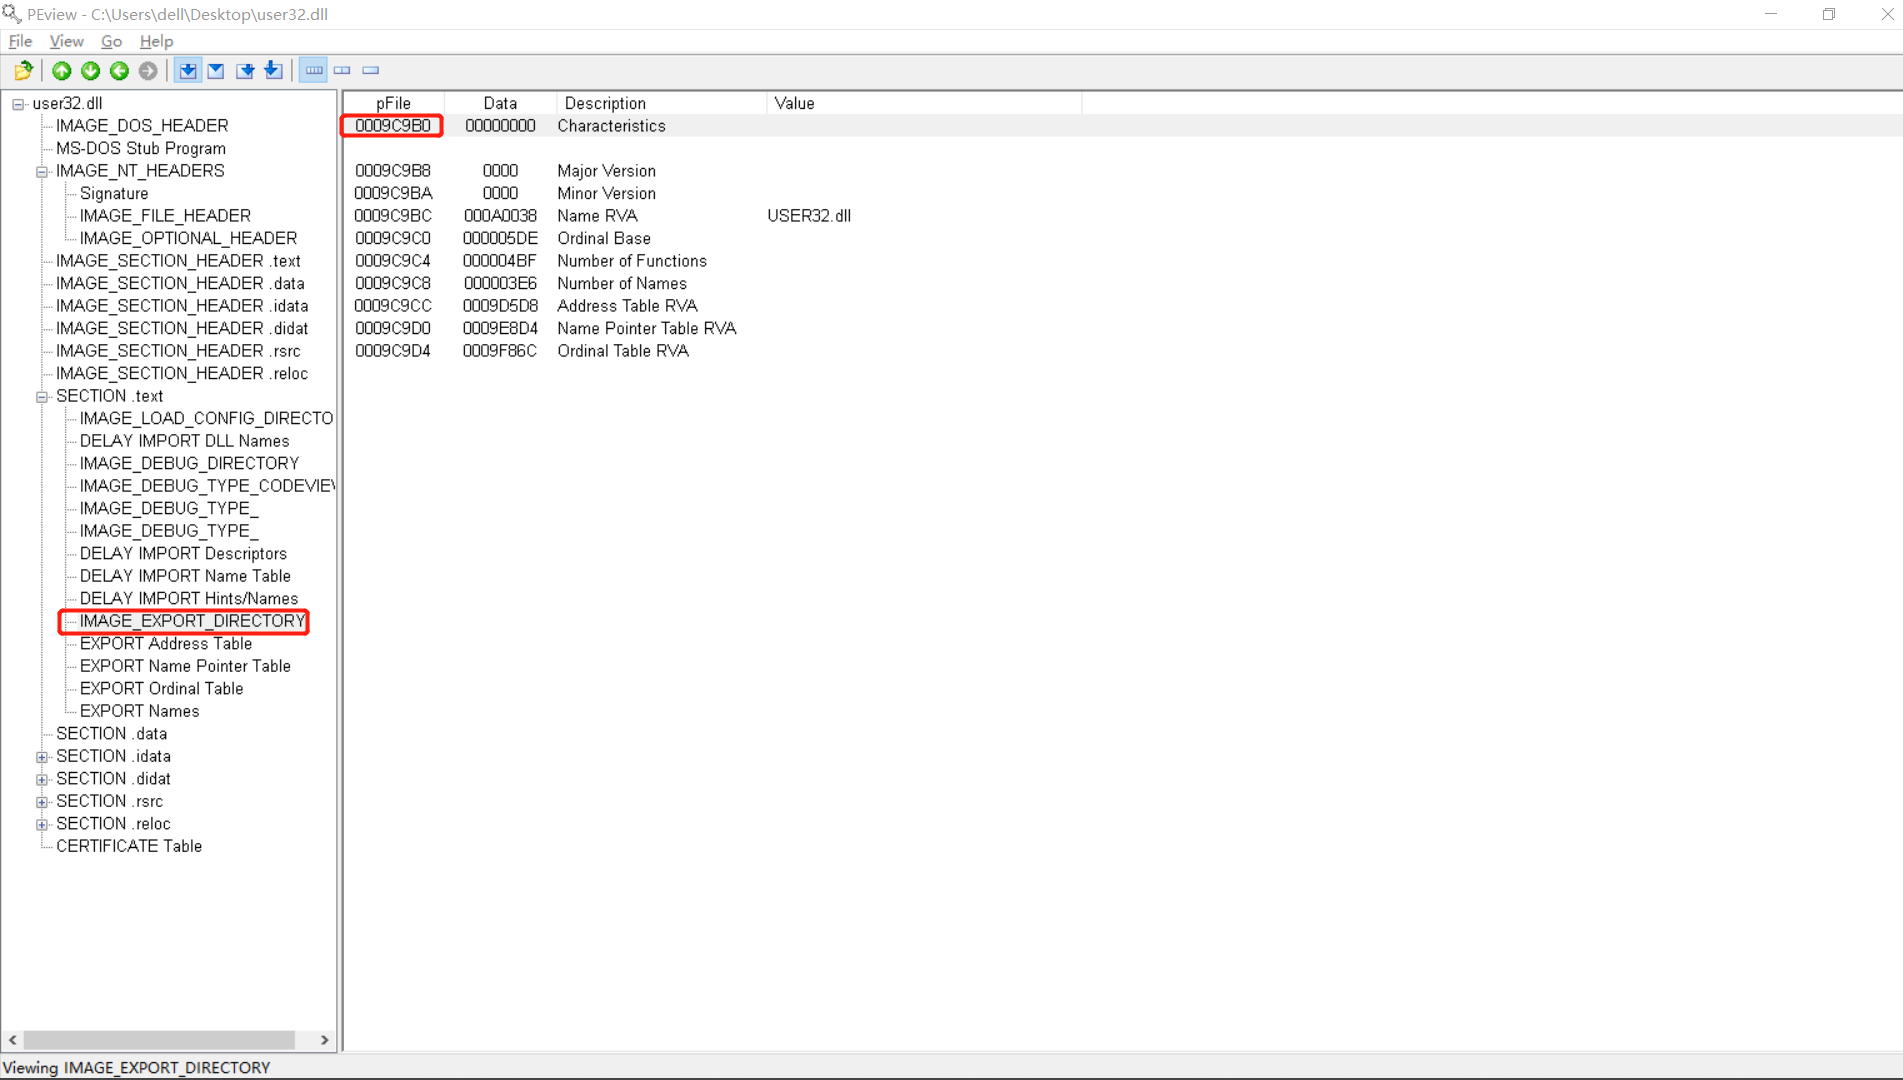 PEview - C:\Users\dell\Desktop\user32.dll
File View Go Help
user32.dll
IMAGE_DOS_HEADER
MS-DOS Stub Program
IMAGE_NT_HEADERS
Signature
IMAGE_FILE_HEADER
IMAGE_OPTIONAL_HEADER
IMAGE_SECTION_HEADER .text
IMAGE_SECTION_HEADER .data
IMAGE_SECTION_HEADER .idata
IMAGE_SECTION_HEADER .didat
IMAGE_SECTION_HEADER .rsrc
IMAGE_SECTION_HEADER .reloc
SECTION .text
IMAGE_LOAD_CONFIG_DIRECTO
DELAY IMPORT DLL Names
IMAGE_DEBUG_DIRECTORY
IMAGE_DEBUG_TYPE_CODEVIEW
IMAGE_DEBUG_TYPE_
IMAGE_DEBUG_TYPE_
DELAY IMPORT Descriptors
DELAY IMPORT Name Table
DELAY IMPORT Hints/Names
IMAGE_EXPORT_DIRECTORY
EXPORT Address Table
EXPORT Name Pointer Table
EXPORT Ordinal Table
EXPORT Names
SECTION .data
SECTION .idata
SECTION .didat
SECTION .rsrc
SECTION .reloc
CERTIFICATE Table
pFile Data Description Value
0009C9B0 00000000 Characteristics
0009C9B8 0000 Major Version
0009C9BA 0000 Minor Version
0009C9BC 000A0038 Name RVA USER32.dll
0009C9C0 000005DE Ordinal Base
0009C9C4 000004BF Number of Functions
0009C9C8 000003E6 Number of Names
0009C9CC 0009D5D8 Address Table RVA
0009C9D0 0009E8D4 Name Pointer Table RVA
0009C9D4 0009F86C Ordinal Table RVA
Viewing IMAGE_EXPORT_DIRECTORY